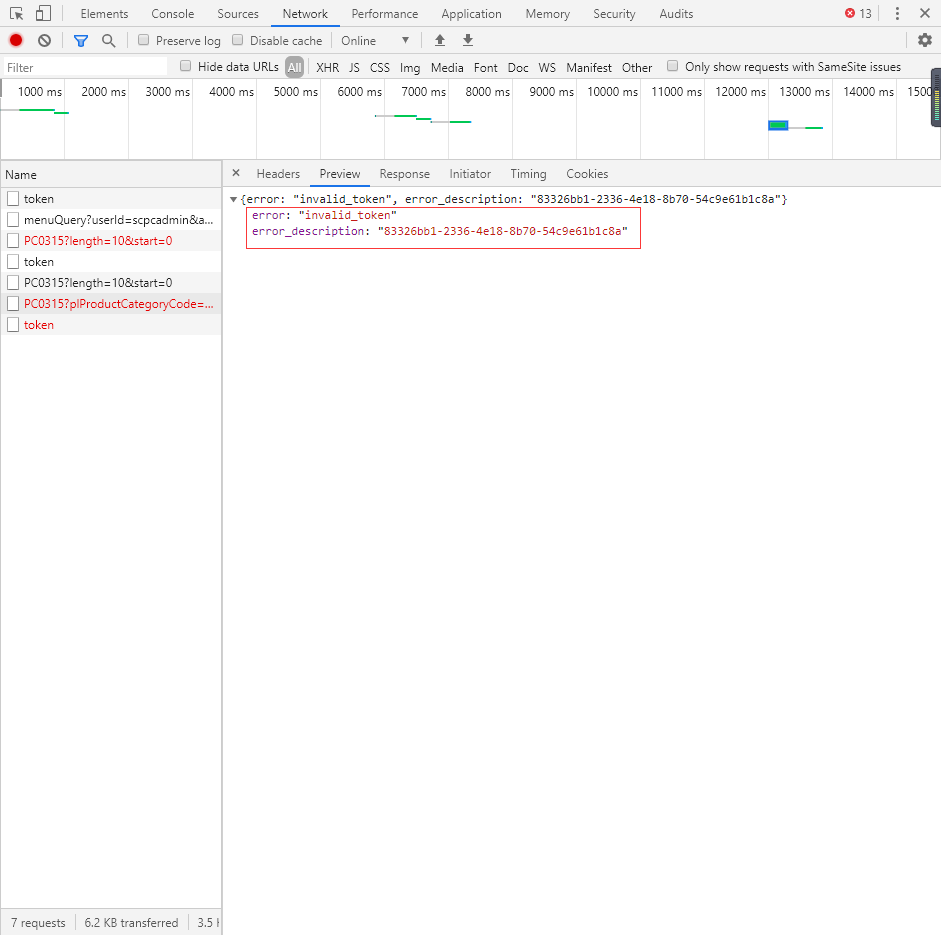 Elements Console Sources Network Performance Application Memory Security Audits 13
Preserve log Disable cache Online
Filter Hide data URLs All XHR JS CSS Img Media Font Doc WS Manifest Other Only show requests with SameSite issues
1000 ms 2000 ms 3000 ms 4000 ms 5000 ms 6000 ms 7000 ms 8000 ms 9000 ms 10000 ms 11000 ms 12000 ms 13000 ms 14000 ms 1500
Name
Headers Preview Response Initiator Timing Cookies
token
menuQuery?userId=scpcadmin&a...
PC0315?length=10&start=0
token
PC0315?length=10&start=0
PC0315?plProductCategoryCode=...
token
{error: "invalid_token", error_description: "83326bb1-2336-4e18-8b70-54c9e61b1c8a"}
error: "invalid_token"
error_description: "83326bb1-2336-4e18-8b70-54c9e61b1c8a"
7 requests 6.2 KB transferred 3.5